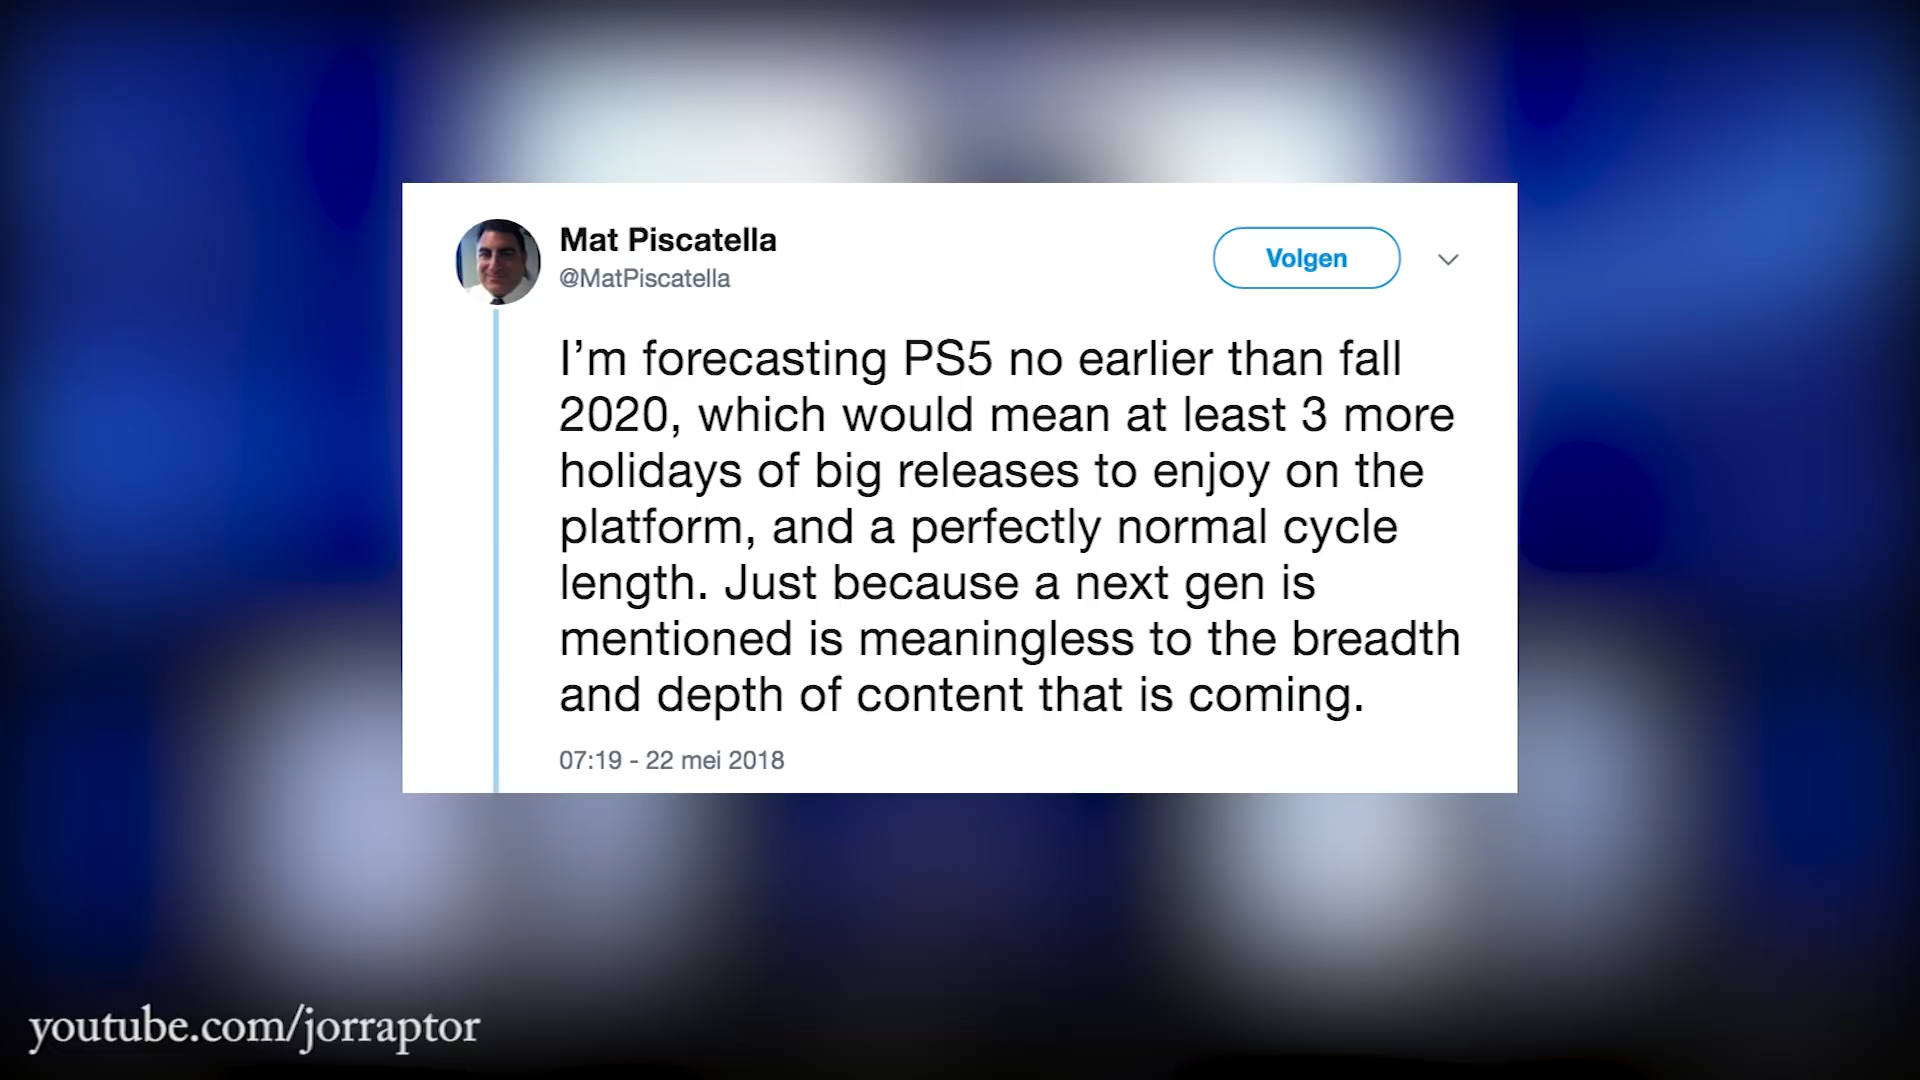 Mat Piscatella
@MatPiscatella
Volgen
I’m forecasting PS5 no earlier than fall
2020, which would mean at least 3 more
holidays of big releases to enjoy on the
platform, and a perfectly normal cycle
length. Just because a next gen is
mentioned is meaningless to the breadth
and depth of content that is coming.
07:19 - 22 mei 2018
youtube.com/jorraptor